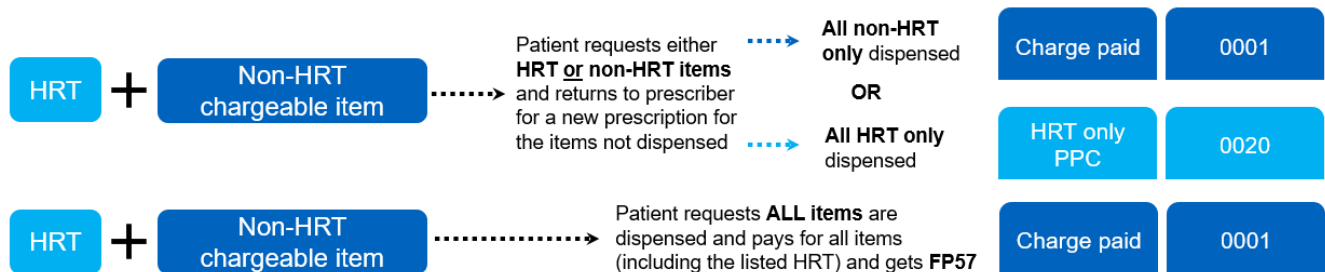 HRT
+
Non-HRT
chargeable item
Patient requests either
HRT or non-HRT items
and returns to prescriber
for a new prescription for
the items not dispensed
All non-HRT
only dispensed
OR
All HRT only
dispensed
Charge paid
0001
HRT only
PPC
0020
HRT
+
Non-HRT
chargeable item
Patient requests ALL items are
dispensed and pays for all items
(including the listed HRT) and gets FP57
Charge paid
0001